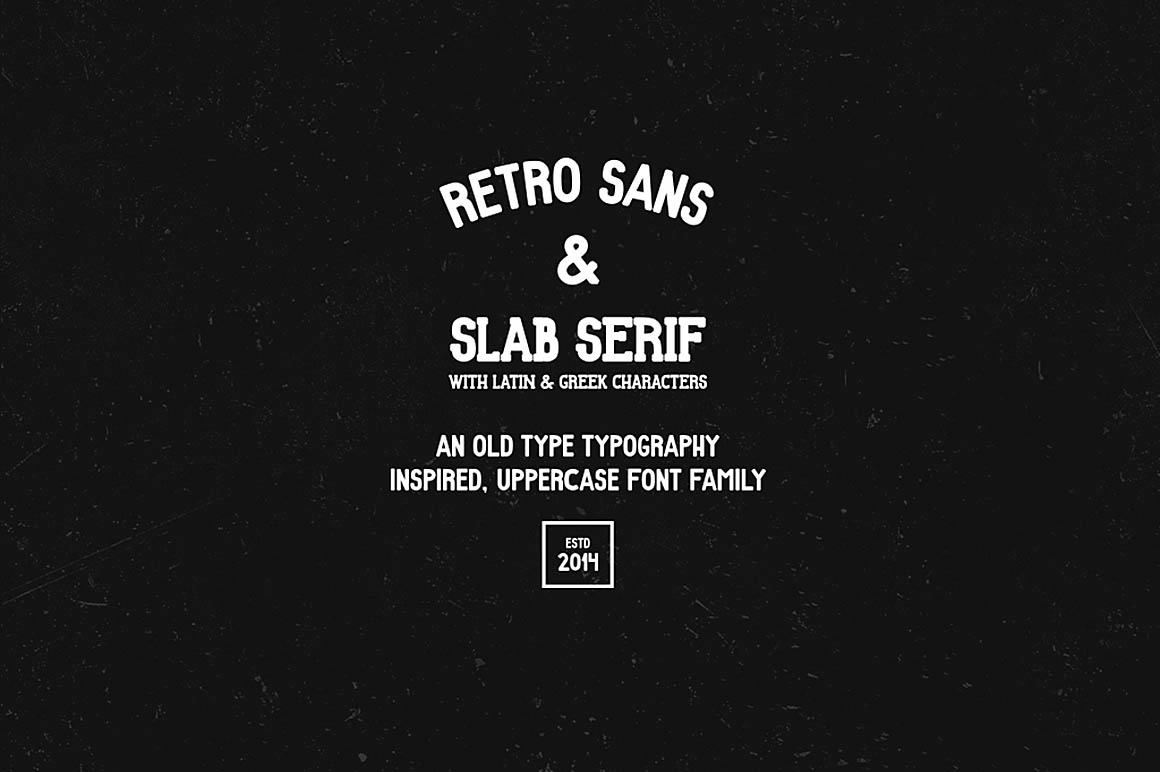 RETRO SANS
&
SLAB SERIF
WITH LATIN & GREEK CHARACTERS
AN OLD TYPE TYPOGRAPHY
INSPIRED, UPPERCASE FONT FAMILY
ESTD
2014